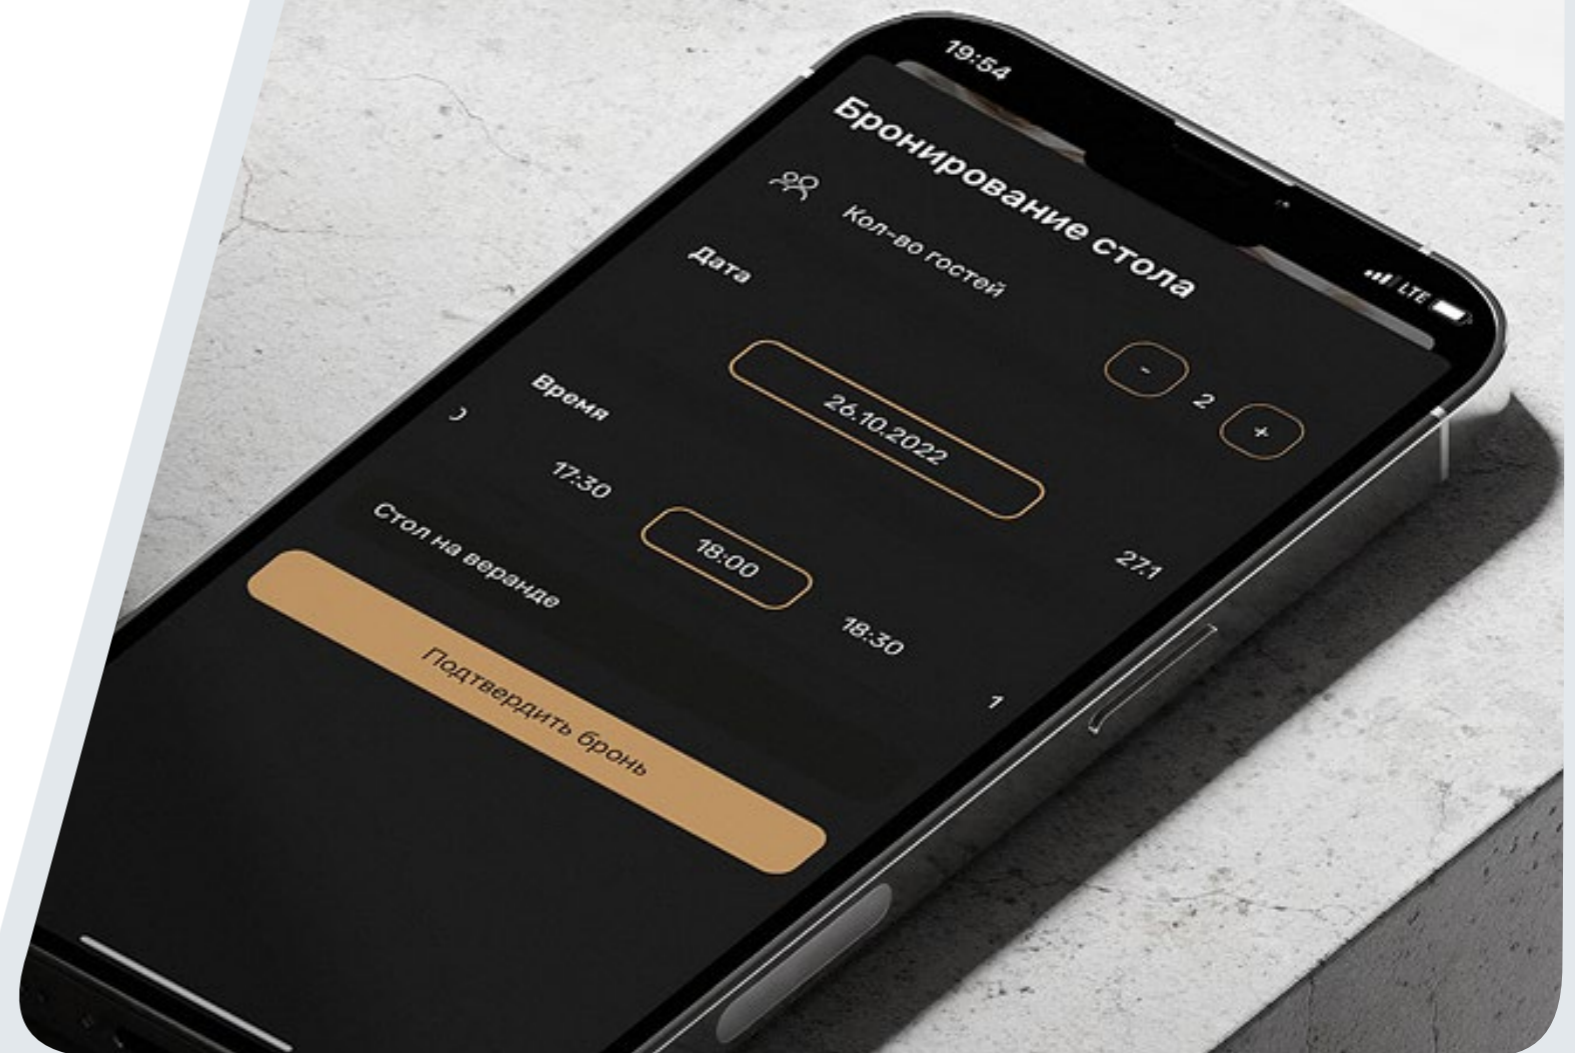 19:54
LTE
Бронирование стола
Кол-во гостей
- 2 +
Дата
26.10.2022
27.1
Время
17:30
18:00
18:30
1
Стол на веранде
Подтвердить бронь